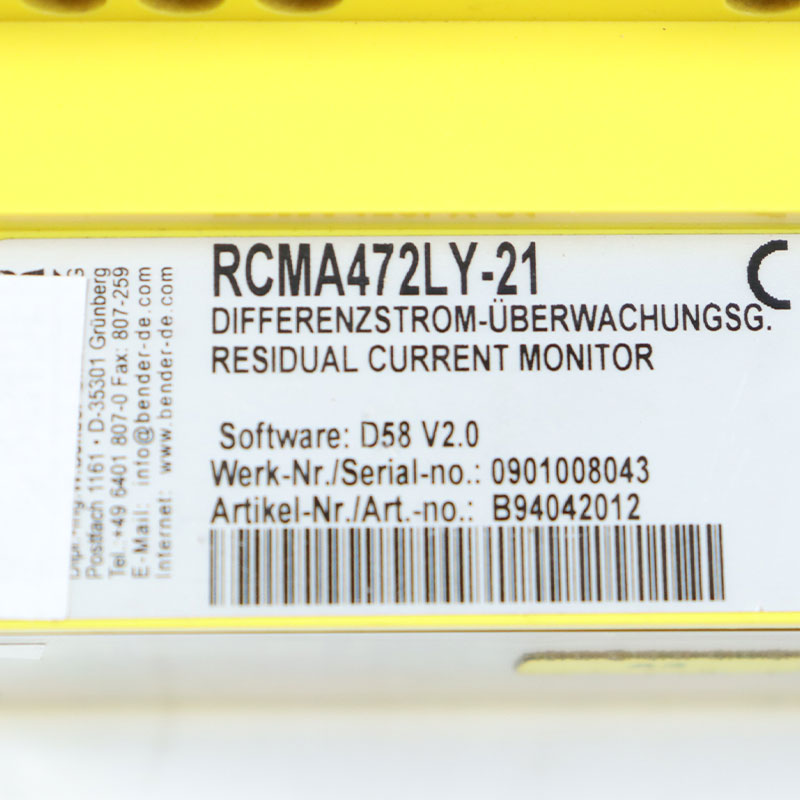 RCMA472LY-21
DIFFERENZSTROM-ÜBERWACHUNGSG.
RESIDUAL CURRENT MONITOR
Software: D58 V2.0
Werk-Nr./Serial-no.: 0901008043
Artikel-Nr./Art.-no.: B94042012
Postfach 1161 • D-35301 Grünberg
Tel.: +49 6401 807-0 Fax: 807-259
E-Mail: info@bender-de.com
Internet: www.bender-de.com